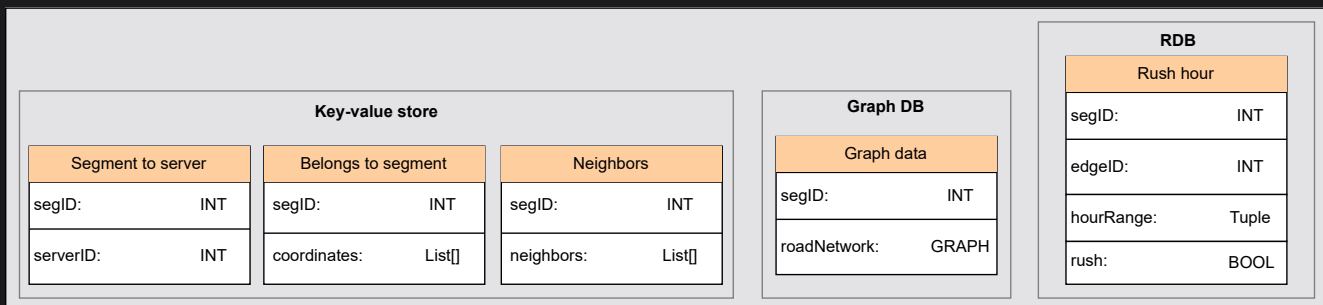 Key-value store
Segment to server
segID: INT
serverID: INT
Belongs to segment
segID: INT
coordinates: List[]
Neighbors
segID: INT
neighbors: List[]
Graph DB
Graph data
segID: INT
roadNetwork: GRAPH
RDB
Rush hour
segID: INT
edgeID: INT
hourRange: Tuple
rush: BOOL